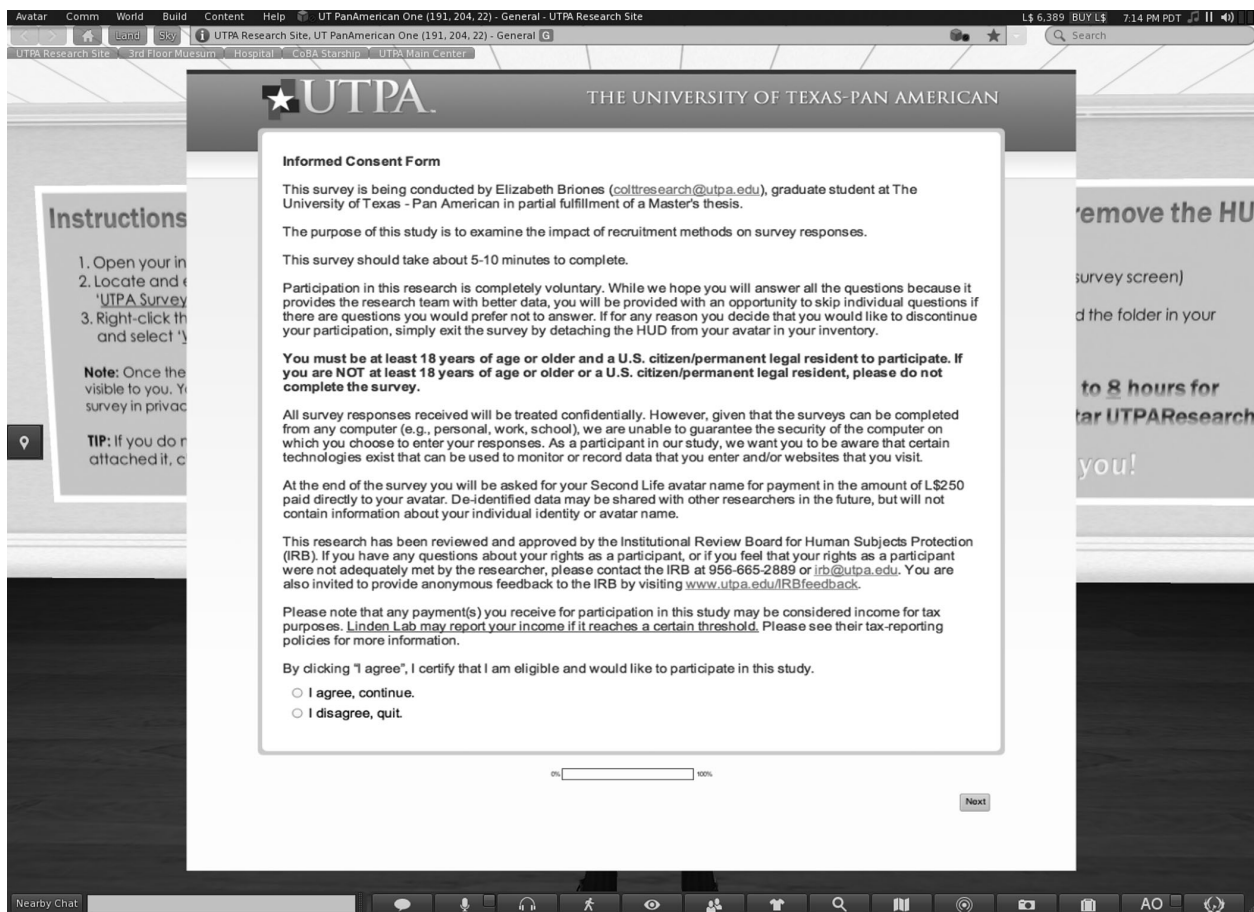 Avatar Comm World Build Content Help UT PanAmerican One (191, 204, 22) - General - UTPA Research Site L$ 6,389 BUY L$ 7:14 PM PDT
Land Sky UTPA Research Site, UT PanAmerican One (191, 204, 22) - General G Search
UTPA Research Site 3rd Floor Muesum Hospital CoBA Starship UTPA Main Center
UTPA THE UNIVERSITY OF TEXAS-PAN AMERICAN
Informed Consent Form
This survey is being conducted by Elizabeth Briones (colttresearch@utpa.edu), graduate student at The
University of Texas - Pan American in partial fulfillment of a Master's thesis.
The purpose of this study is to examine the impact of recruitment methods on survey responses.
This survey should take about 5-10 minutes to complete.
Participation in this research is completely voluntary. While we hope you will answer all the questions because it
provides the research team with better data, you will be provided with an opportunity to skip individual questions if
there are questions you would prefer not to answer. If for any reason you decide that you would like to discontinue
your participation, simply exit the survey by detaching the HUD from your avatar in your inventory.
You must be at least 18 years of age or older and a U.S. citizen/permanent legal resident to participate. If
you are NOT at least 18 years of age or older or a U.S. citizen/permanent legal resident, please do not
complete the survey.
All survey responses received will be treated confidentially. However, given that the surveys can be completed
from any computer (e.g., personal, work, school), we are unable to guarantee the security of the computer on
which you choose to enter your responses. As a participant in our study, we want you to be aware that certain
technologies exist that can be used to monitor or record data that you enter and/or websites that you visit.
At the end of the survey you will be asked for your Second Life avatar name for payment in the amount of L$250
paid directly to your avatar. De-identified data may be shared with other researchers in the future, but will not
contain information about your individual identity or avatar name.
This research has been reviewed and approved by the Institutional Review Board for Human Subjects Protection
(IRB). If you have any questions about your rights as a participant, or if you feel that your rights as a participant
were not adequately met by the researcher, please contact the IRB at 956-665-2889 or irb@utpa.edu. You are
also invited to provide anonymous feedback to the IRB by visiting www.utpa.edu/IRBfeedback.
Please note that any payment(s) you receive for participation in this study may be considered income for tax
purposes. Linden Lab may report your income if it reaches a certain threshold. Please see their tax-reporting
policies for more information.
By clicking "I agree", I certify that I am eligible and would like to participate in this study.
I agree, continue.
I disagree, quit.
0% 100%
Next
Instructions
1. Open your in
2. Locate and e
'UTPA Survey
3. Right-click th
and select '
Note: Once the
visible to you. Y
survey in privac
TIP: If you do n
attached it, c
remove the HU
survey screen)
d the folder in your
to 8 hours for
tar UTPAResearch
you!
Nearby Chat AO